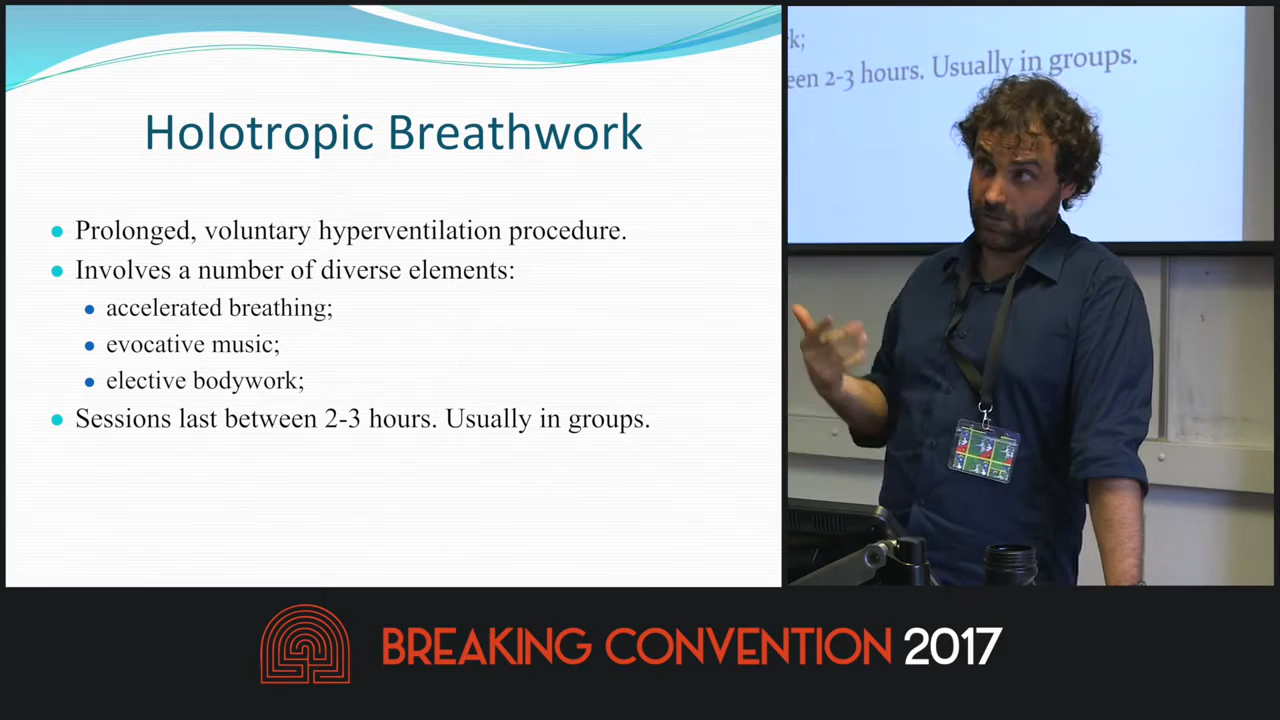 Holotropic Breathwork
Prolonged, voluntary hyperventilation procedure.
Involves a number of diverse elements:
accelerated breathing;
evocative music;
elective bodywork;
Sessions last between 2-3 hours. Usually in groups.
k;
een 2-3 hours. Usually in groups.
BREAKING CONVENTION 2017